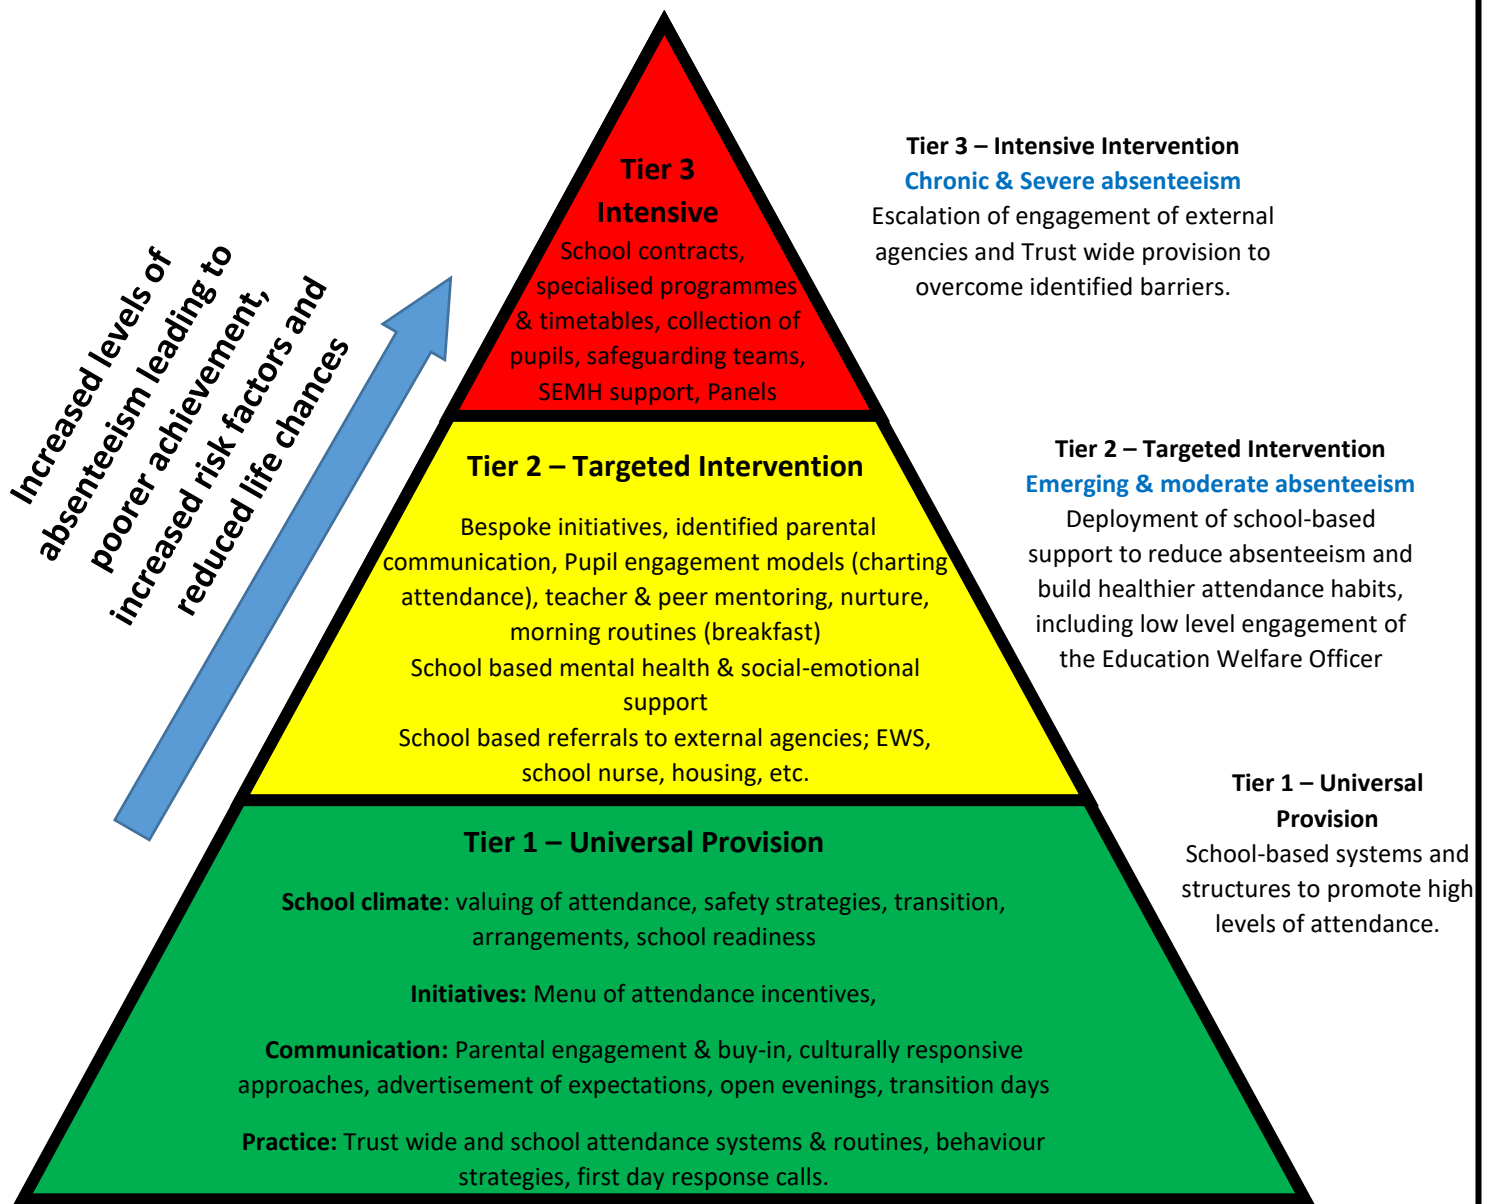 Increased levels of
absenteeism leading to
poorer achievement,
increased risk factors and
reduced life chances
Tier 3
Intensive
School contracts,
specialised programmes
& timetables, collection of
pupils, safeguarding teams,
SEMH support, Panels
Tier 3 – Intensive Intervention
Chronic & Severe absenteeism
Escalation of engagement of external
agencies and Trust wide provision to
overcome identified barriers.
Tier 2 – Targeted Intervention
Bespoke initiatives, identified parental
communication, Pupil engagement models (charting
attendance), teacher & peer mentoring, nurture,
morning routines (breakfast)
School based mental health & social-emotional
support
School based referrals to external agencies; EWS,
school nurse, housing, etc.
Tier 2 – Targeted Intervention
Emerging & moderate absenteeism
Deployment of school-based
support to reduce absenteeism and
build healthier attendance habits,
including low level engagement of
the Education Welfare Officer
Tier 1 – Universal Provision
School climate: valuing of attendance, safety strategies, transition,
arrangements, school readiness
Initiatives: Menu of attendance incentives,
Communication: Parental engagement & buy-in, culturally responsive
approaches, advertisement of expectations, open evenings, transition days
Practice: Trust wide and school attendance systems & routines, behaviour
strategies, first day response calls.
Tier 1 – Universal
Provision
School-based systems and
structures to promote high
levels of attendance.